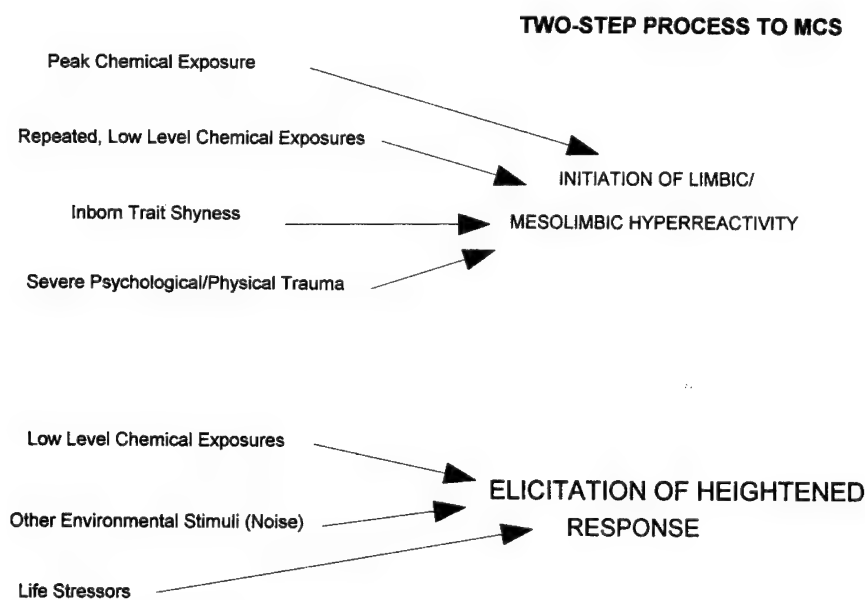 TWO-STEP PROCESS TO MCS
Peak Chemical Exposure
Repeated, Low Level Chemical Exposures
INITIATION OF LIMBIC/
Inborn Trait Shyness
MESOLIMBIC HYPERREACTIVITY
Severe Psychological/Physical Trauma
Low Level Chemical Exposures
ELICITATION OF HEIGHTENED
RESPONSE
Other Environmental Stimuli (Noise)
Life Stressors